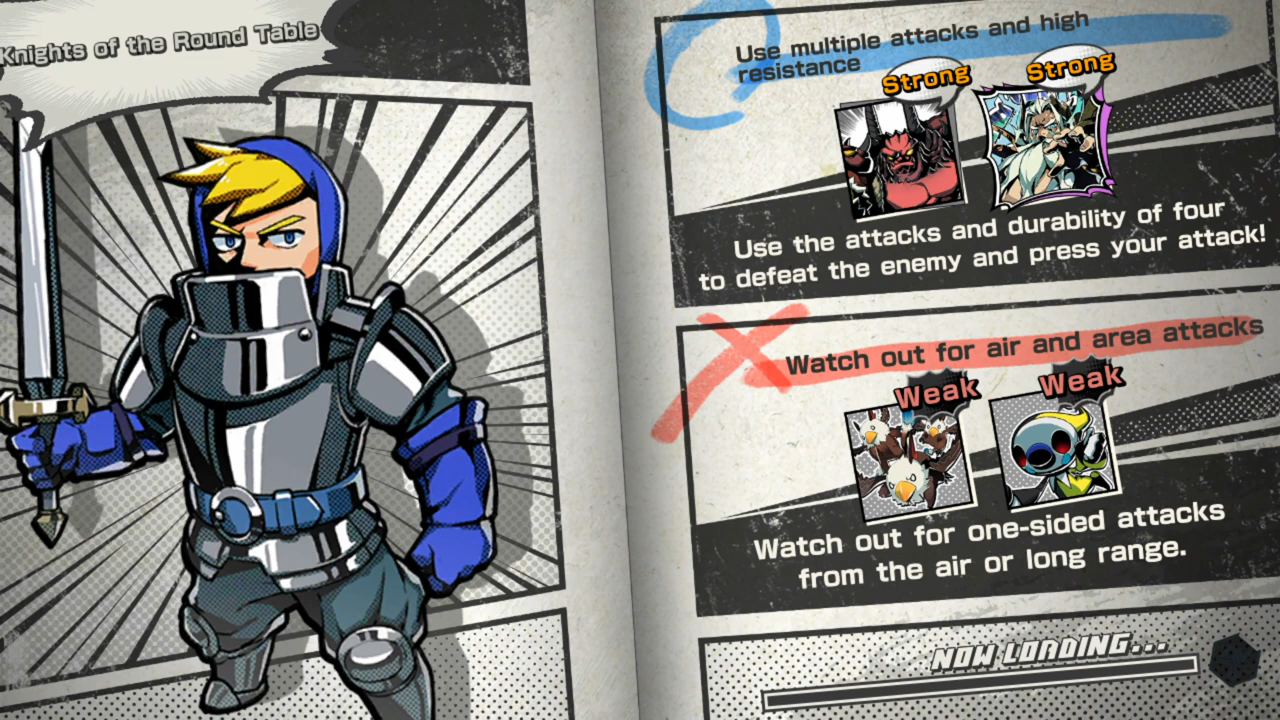 Knights of the Round Table
Use multiple attacks and high
resistance
Strong
Strong
Use the attacks and durability of four
to defeat the enemy and press your attack!
Watch out for air and area attacks
Weak
Weak
Watch out for one-sided attacks
from the air or long range.
NOW LOADING...